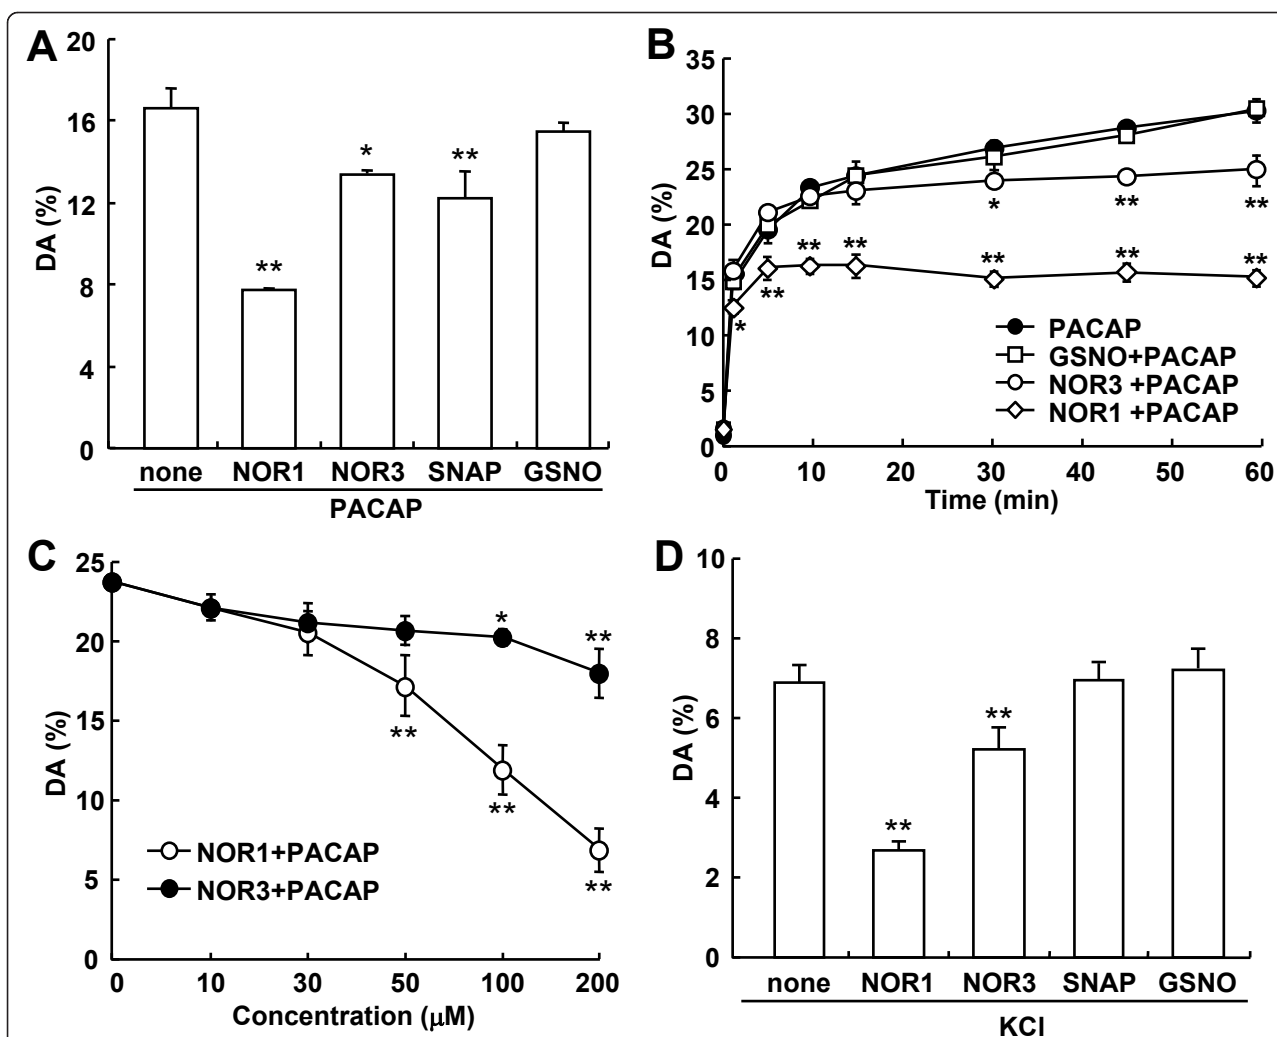 A
DA (%)
20
16
12
8
4
0
* ** ** 
none NOR1 NOR3 SNAP GSNO
PACAP
B
DA (%)
35
30
25
20
15
10
5
0
* ** **
** ** ** ** **
* **
PACAP
GSNO+PACAP
NOR3 +PACAP
NOR1 +PACAP
0 10 20 30 40 50 60
Time (min)
C
DA (%)
25
20
15
10
5
0
* **
** ** **
NOR1+PACAP
NOR3+PACAP
0 10 30 50 100 200
Concentration (μM)
D
DA (%)
10
8
6
4
2
0
** **
none NOR1 NOR3 SNAP GSNO
KCl